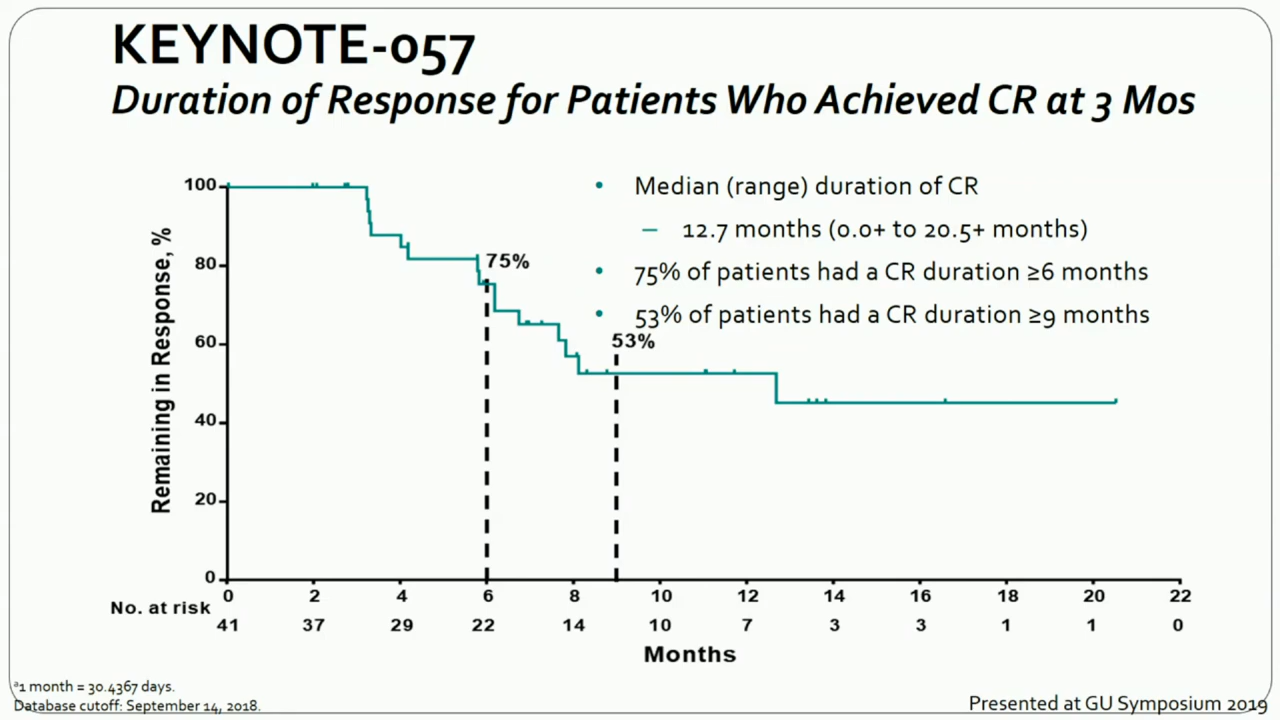 KEYNOTE-057
Duration of Response for Patients Who Achieved CR at 3 Mos
• Median (range) duration of CR
– 12.7 months (0.0+ to 20.5+ months)
• 75% of patients had a CR duration ≥6 months
• 53% of patients had a CR duration ≥9 months
Remaining in Response, %
100
80
60
40
20
0
75%
53%
0 2 4 6 8 10 12 14 16 18 20 22
No. at risk
41 37 29 22 14 10 7 3 3 1 1 0
Months
ª1 month = 30.4367 days.
Database cutoff: September 14, 2018.
Presented at GU Symposium 2019